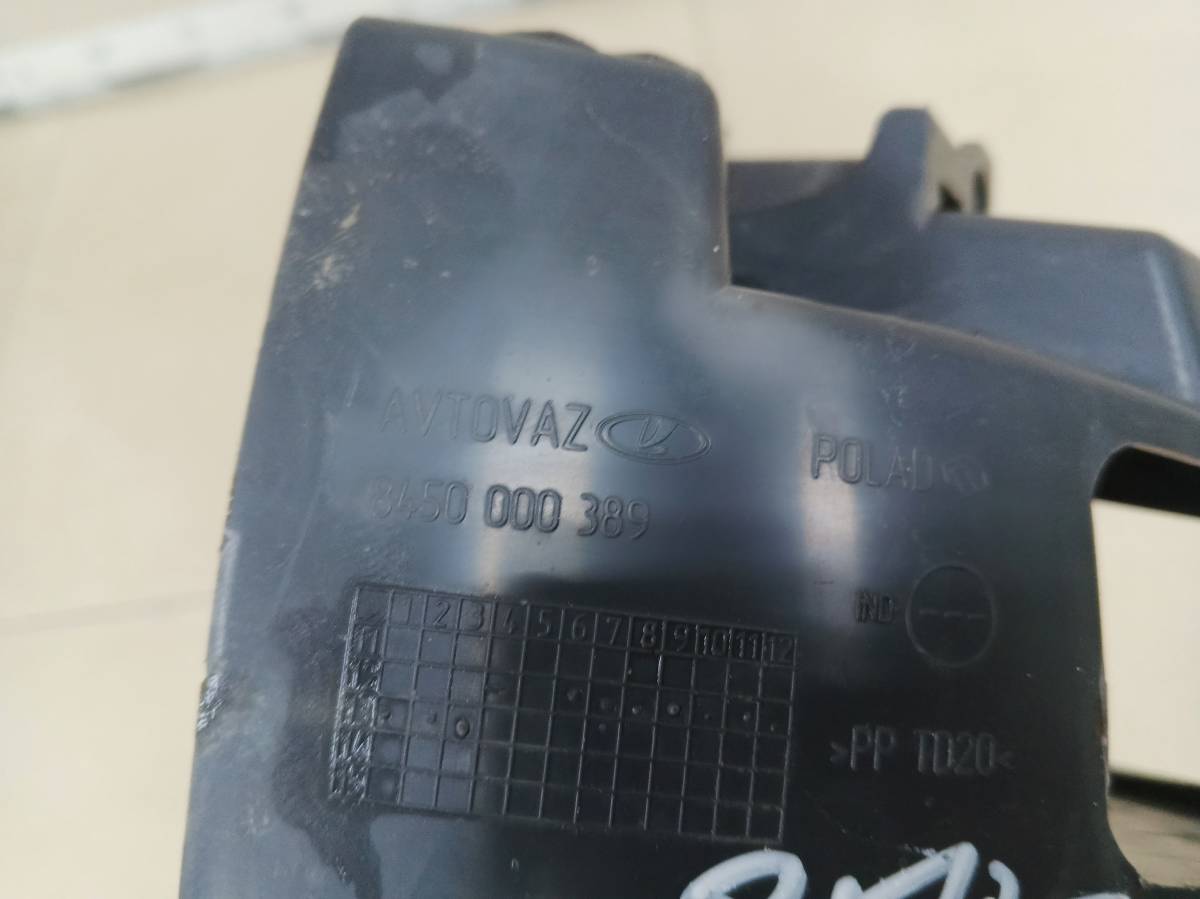 AVTOVAZ
8450 000 389
POLAD
IND
1 2 3 4 5 6 7 8 9 10 11 12
>PP TD20<